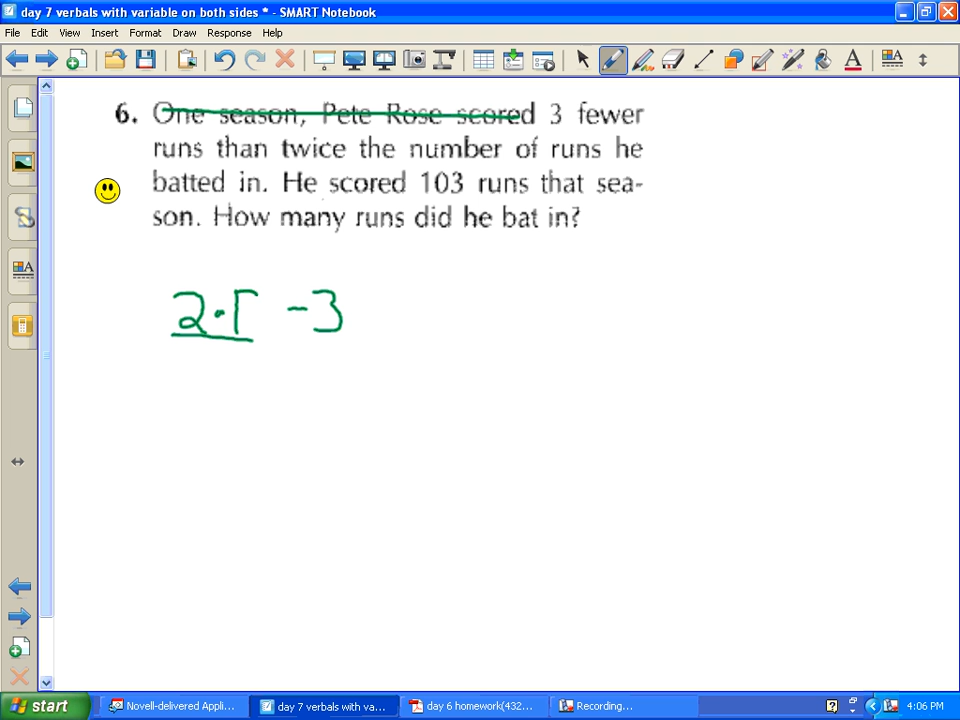 day 7 verbals with variable on both sides * - SMART Notebook
File Edit View Insert Format Draw Response Help
6. One season, Pete Rose scored 3 fewer
runs than twice the number of runs he
batted in. He scored 103 runs that sea-
son. How many runs did he bat in?
2·r -3
start
Novell-delivered Appli...
day 7 verbals with va...
day 6 homework(432...
Recording...
4:06 PM